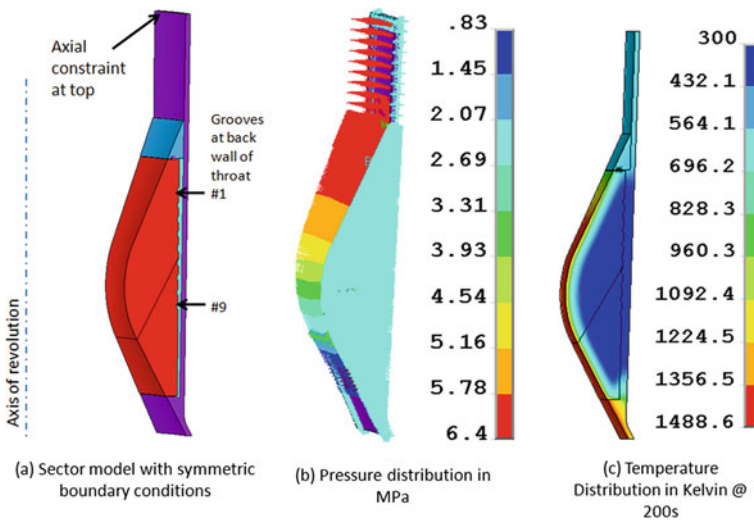 Axial
constraint
at top
Grooves
at back
wall of
throat
#1
#9
Axis of revolution
(a) Sector model with symmetric
boundary conditions
.83
1.45
2.07
2.69
3.31
3.93
4.54
5.16
5.78
6.4
(b) Pressure distribution in
MPa
300
432.1
564.1
696.2
828.3
960.3
1092.4
1224.5
1356.5
1488.6
(c) Temperature
Distribution in Kelvin @
200s